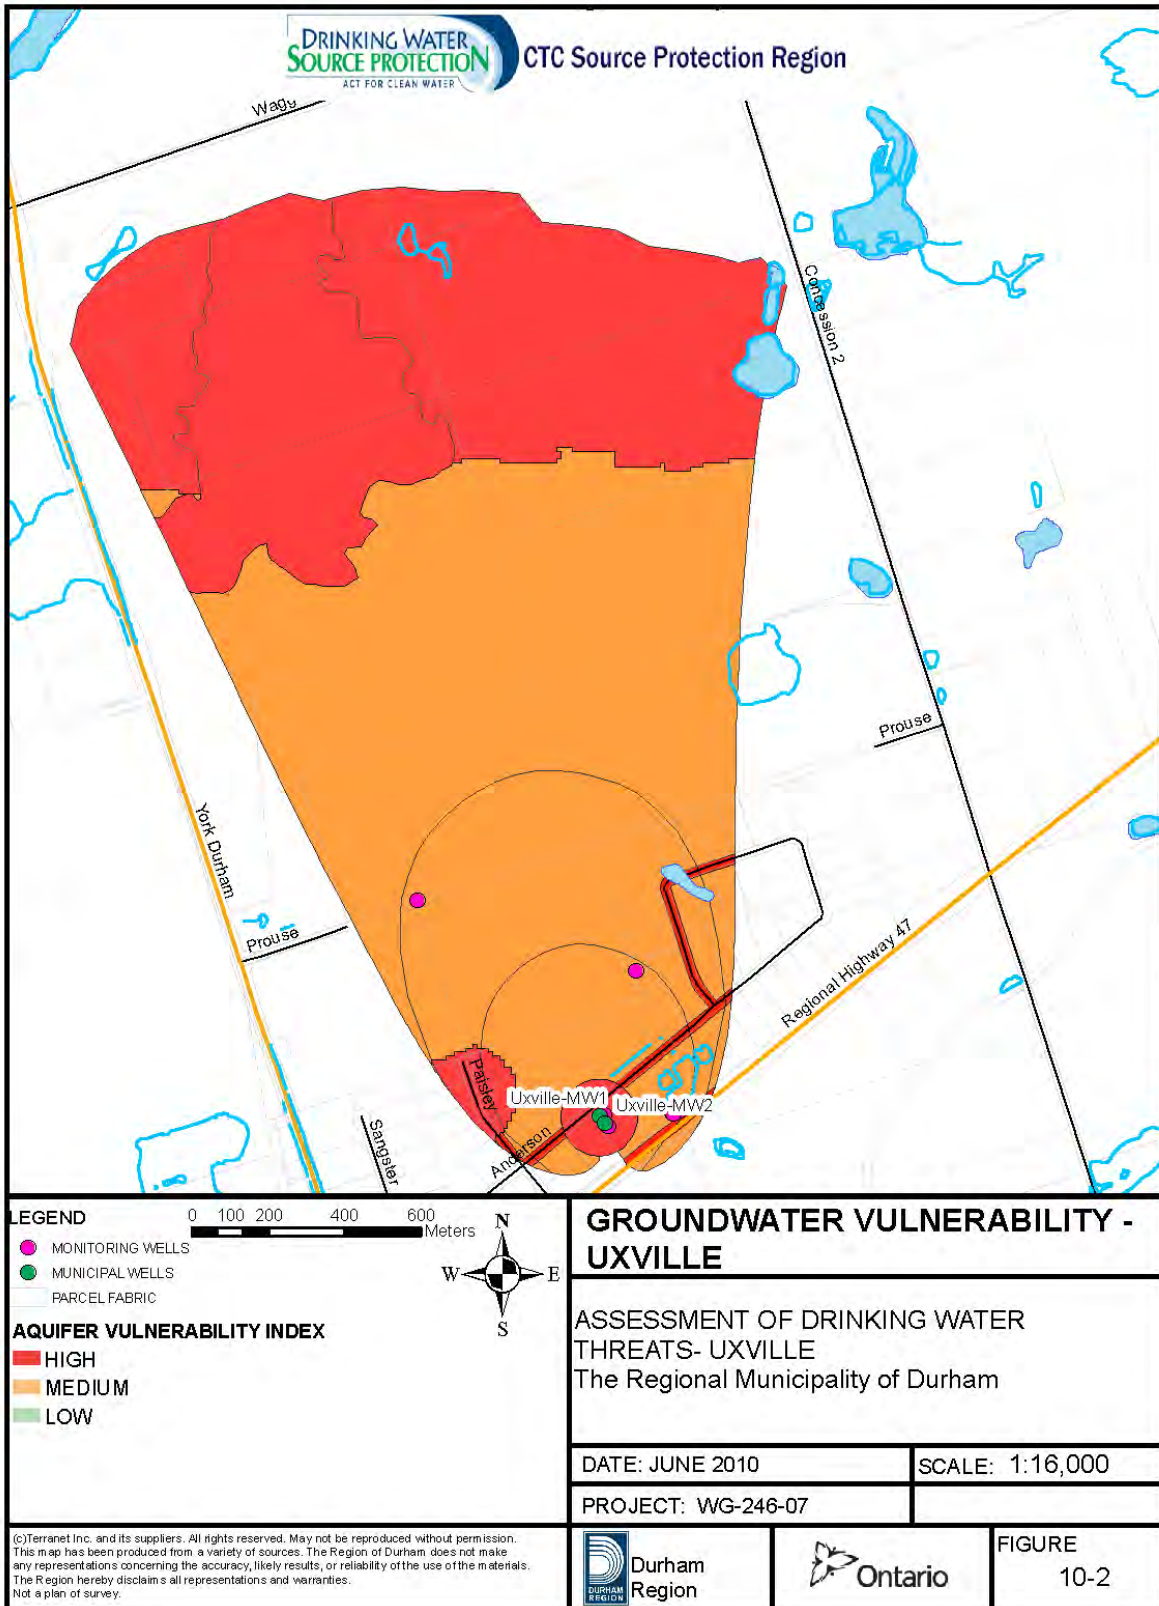 DRINKING WATER
SOURCE PROTECTION
ACT FOR CLEAN WATER
CTC Source Protection Region
Wagg
Concession 2
Prouse
York Durham
Prouse
Regional Highway 47
Paisley
Uxville-MW1
Uxville-MW2
Anderson
Sangster
LEGEND
0 100 200 400 600
Meters
MONITORING WELLS
MUNICIPAL WELLS
PARCEL FABRIC
AQUIFER VULNERABILITY INDEX
HIGH
MEDIUM
LOW
N
W E
S
GROUNDWATER VULNERABILITY -
UXVILLE
ASSESSMENT OF DRINKING WATER
THREATS- UXVILLE
The Regional Municipality of Durham
DATE: JUNE 2010
SCALE: 1:16,000
PROJECT: WG-246-07
(c)Terranet Inc. and its suppliers. All rights reserved. May not be reproduced without permission.
This map has been produced from a variety of sources. The Region of Durham does not make
any representations concerning the accuracy, likely results, or reliability of the use of the materials.
The Region hereby disclaims all representations and warranties.
Not a plan of survey.
DURHAM
REGION
Durham
Region
Ontario
FIGURE
10-2